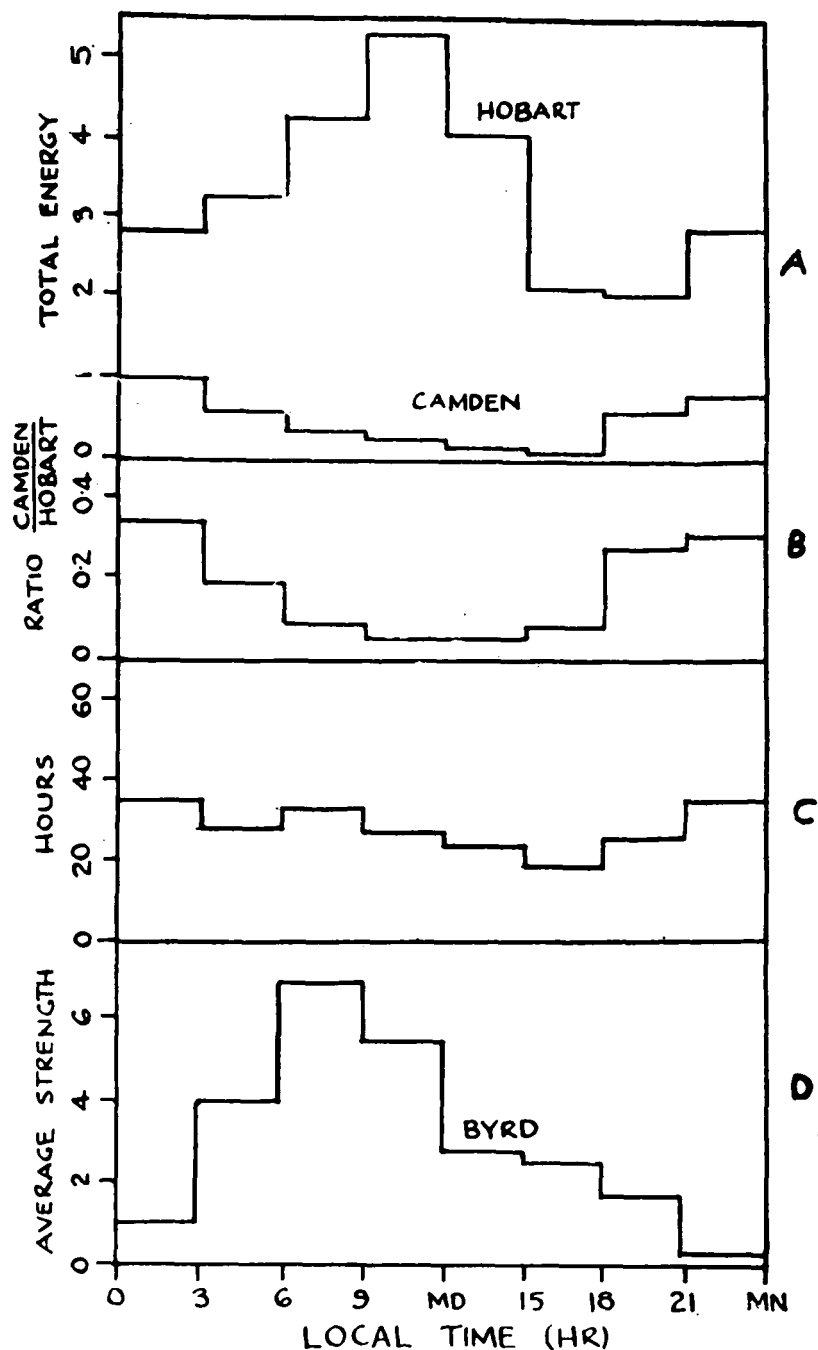 TOTAL ENERGY
5
4
3
2
1
0
HOBART
CAMDEN
A
RATIO CAMDEN
HOBART
0.4
0.2
0
B
HOURS
60
40
20
0
C
AVERAGE STRENGTH
6
4
2
0
BYRD
D
0 3 6 9 MD 15 18 21 MN
LOCAL TIME (HR)